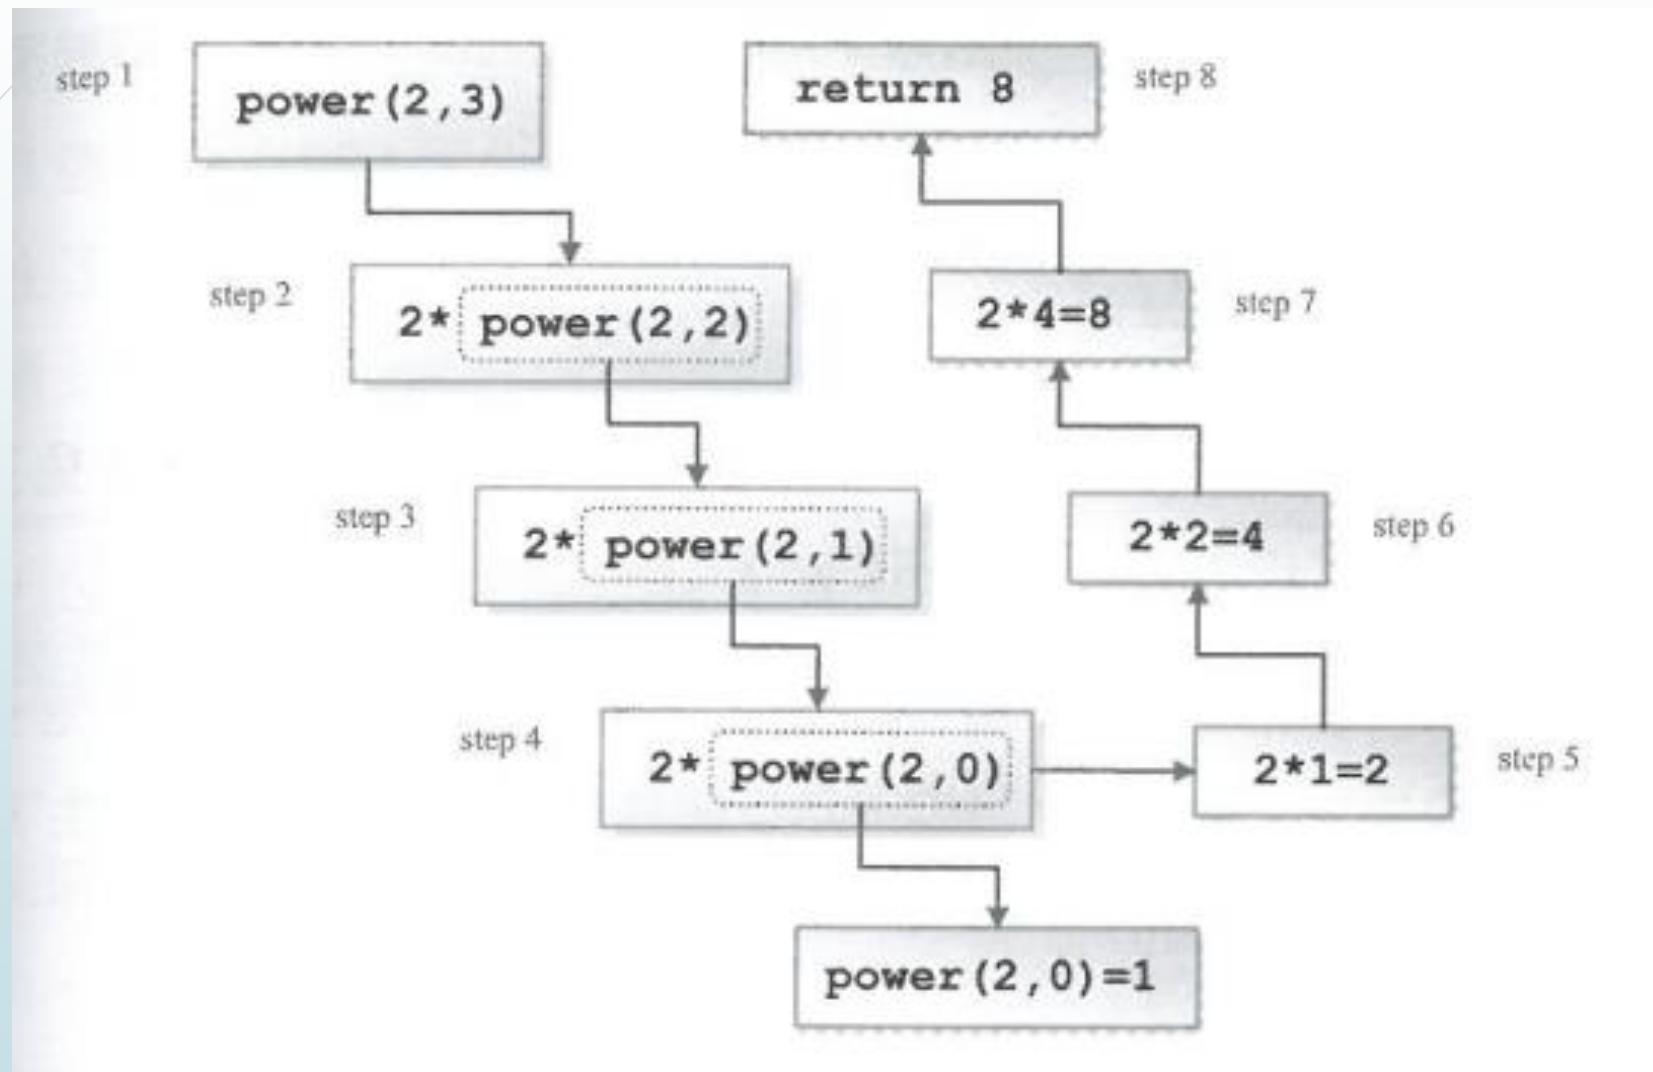 step 1
power(2,3)
return 8
step 8
step 2
2* power(2,2)
2*4=8
step 7
step 3
2* power(2,1)
2*2=4
step 6
step 4
2* power(2,0)
2*1=2
step 5
power(2,0)=1